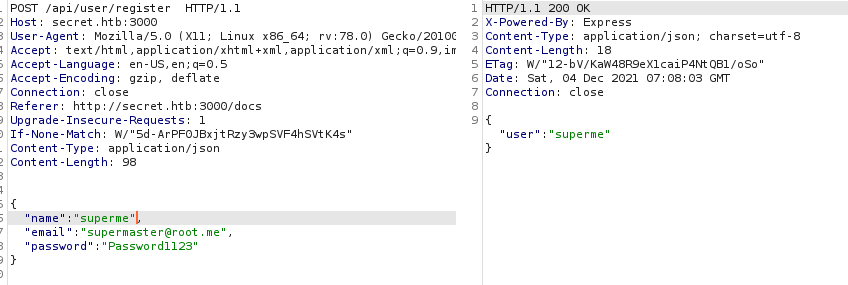 POST /api/user/register  HTTP/1.1
Host: secret.htb:3000
User-Agent: Mozilla/5.0 (X11; Linux x86_64; rv:78.0) Gecko/20100
Accept: text/html,application/xhtml+xml,application/xml;q=0.9,im
Accept-Language: en-US,en;q=0.5
Accept-Encoding: gzip, deflate
Connection: close
Referer: http://secret.htb:3000/docs
Upgrade-Insecure-Requests: 1
If-None-Match: W/"5d-ArPF0JBxjtRzy3wpSVF4hSVtK4s"
Content-Type: application/json
Content-Length: 98
{
"name":"superme",
"email":"supermaster@root.me",
"password":"Password1123"
}
1 HTTP/1.1 200 OK
2 X-Powered-By: Express
3 Content-Type: application/json; charset=utf-8
4 Content-Length: 18
5 ETag: W/"12-bV/KaW48R9eX1caiP4NtQB1/oSo"
6 Date: Sat, 04 Dec 2021 07:08:03 GMT
7 Connection: close
8
9 {
"user":"superme"
}